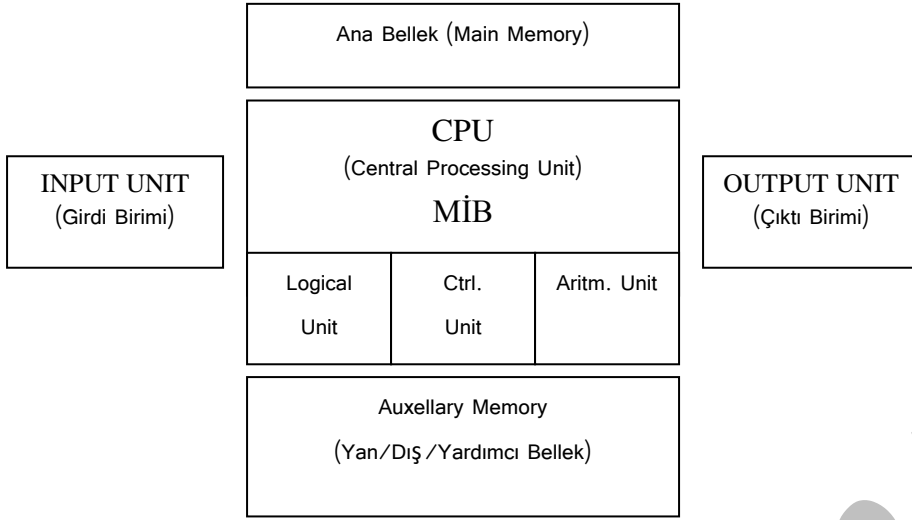 Ana Bellek (Main Memory)
INPUT UNIT
(Girdi Birimi)
CPU
(Central Processing Unit)
MİB
Logical
Unit
Ctrl.
Unit
Aritm. Unit
OUTPUT UNIT
(Çıktı Birimi)
Auxellary Memory
(Yan/Dış/Yardımcı Bellek)